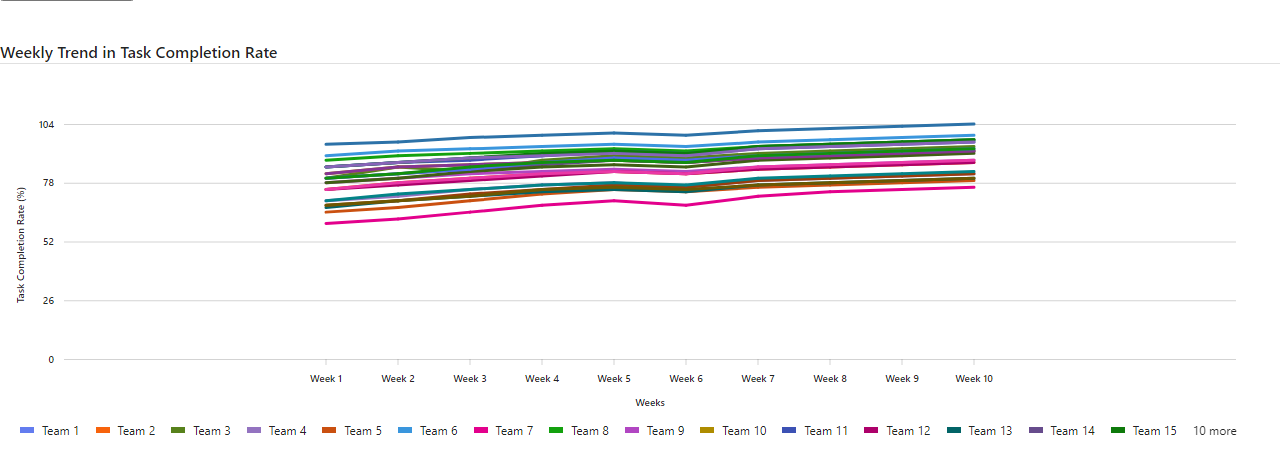 Weekly Trend in Task Completion Rate
104
78
52
26
0
Task Completion Rate (%)
Week 1 Week 2 Week 3 Week 4 Week 5 Week 6 Week 7 Week 8 Week 9 Week 10
Weeks
Team 1 Team 2 Team 3 Team 4 Team 5 Team 6 Team 7 Team 8 Team 9 Team 10 Team 11 Team 12 Team 13 Team 14 Team 15 10 more